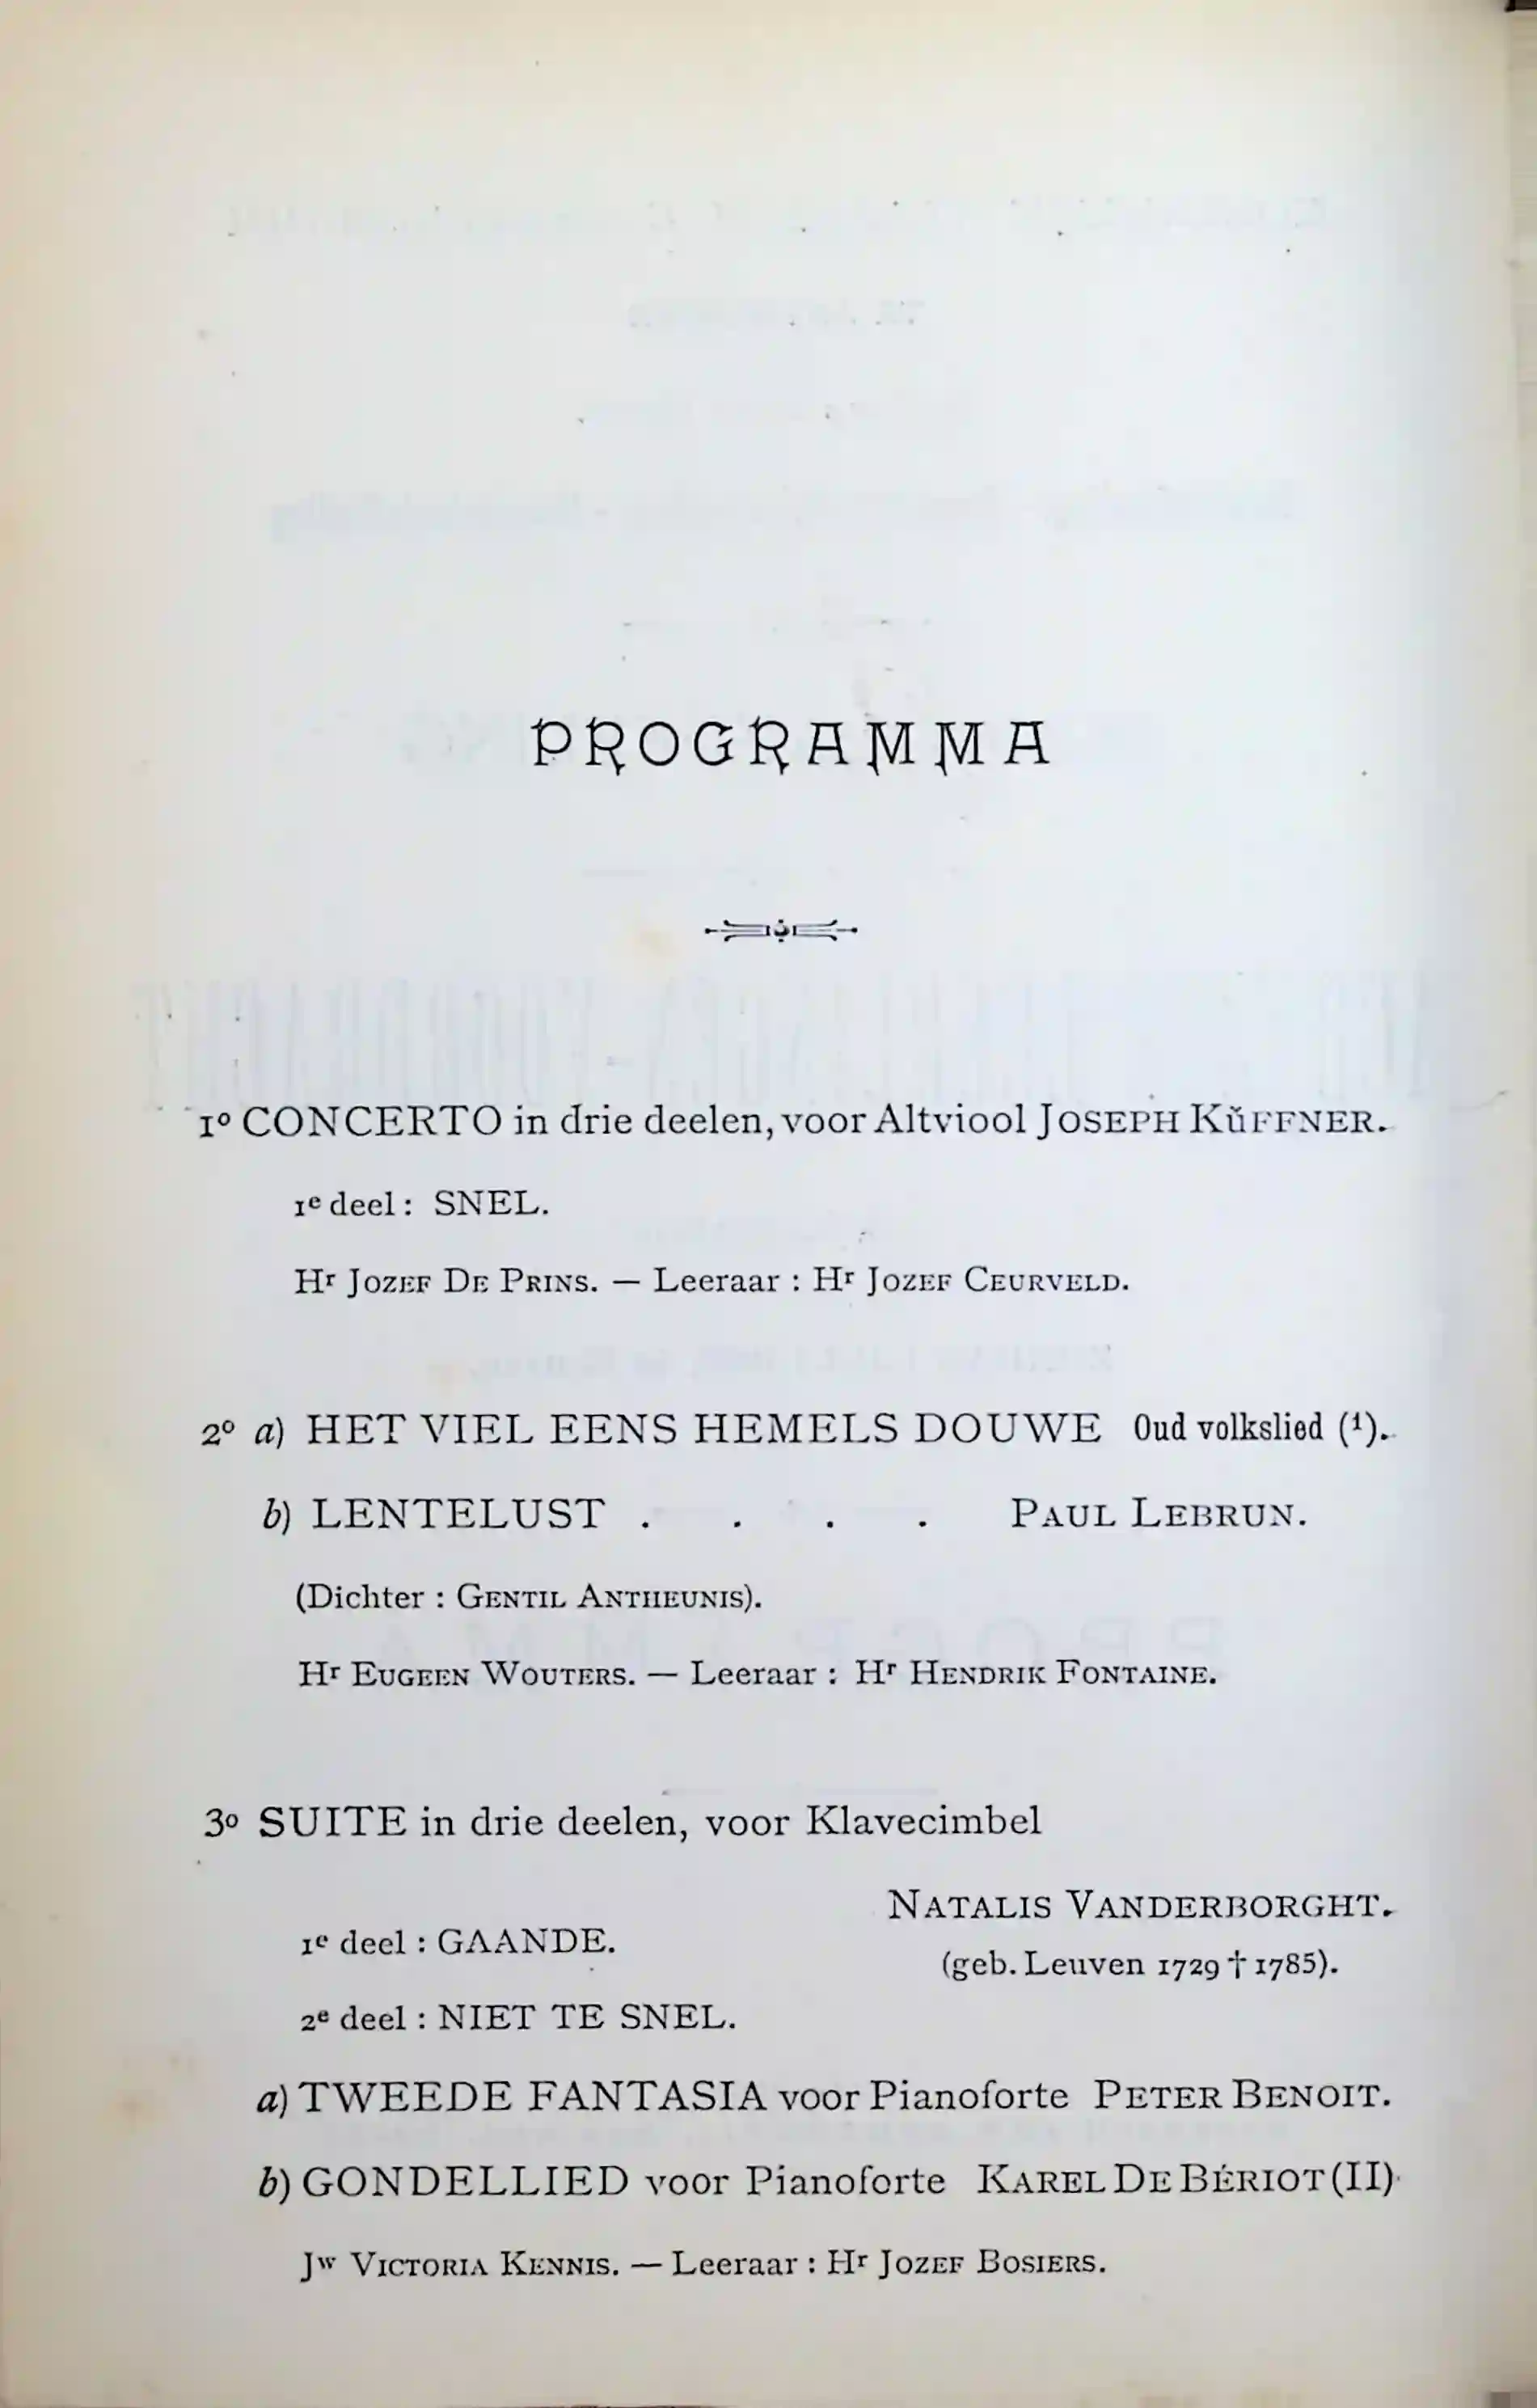 PROGRAMMA
1º CONCERTO in drie deelen, voor Altviool JOSEPH KÜFFNER.
1e deel : SNEL.
Hr JOZEF DE PRINS. — Leeraar : Hr JOZEF CEURVELD.
2º a) HET VIEL EENS HEMELS DOUWE Oud volkslied (¹).
b) LENTELUST . . . . PAUL LEBRUN.
(Dichter : GENTIL ANTHEUNIS).
Hr EUGEEN WOUTERS. — Leeraar : Hr HENDRIK FONTAINE.
3º SUITE in drie deelen, voor Klavecimbel
NATALIS VANDERBORGHT.
1e deel : GAANDE.
(geb. Leuven 1729 † 1785).
2e deel : NIET TE SNEL.
a) TWEEDE FANTASIA voor Pianoforte PETER BENOIT.
b) GONDELLIED voor Pianoforte KAREL DE BÉRIOT (II)
Jw VICTORIA KENNIS. — Leeraar : Hr JOZEF BOSIERS.